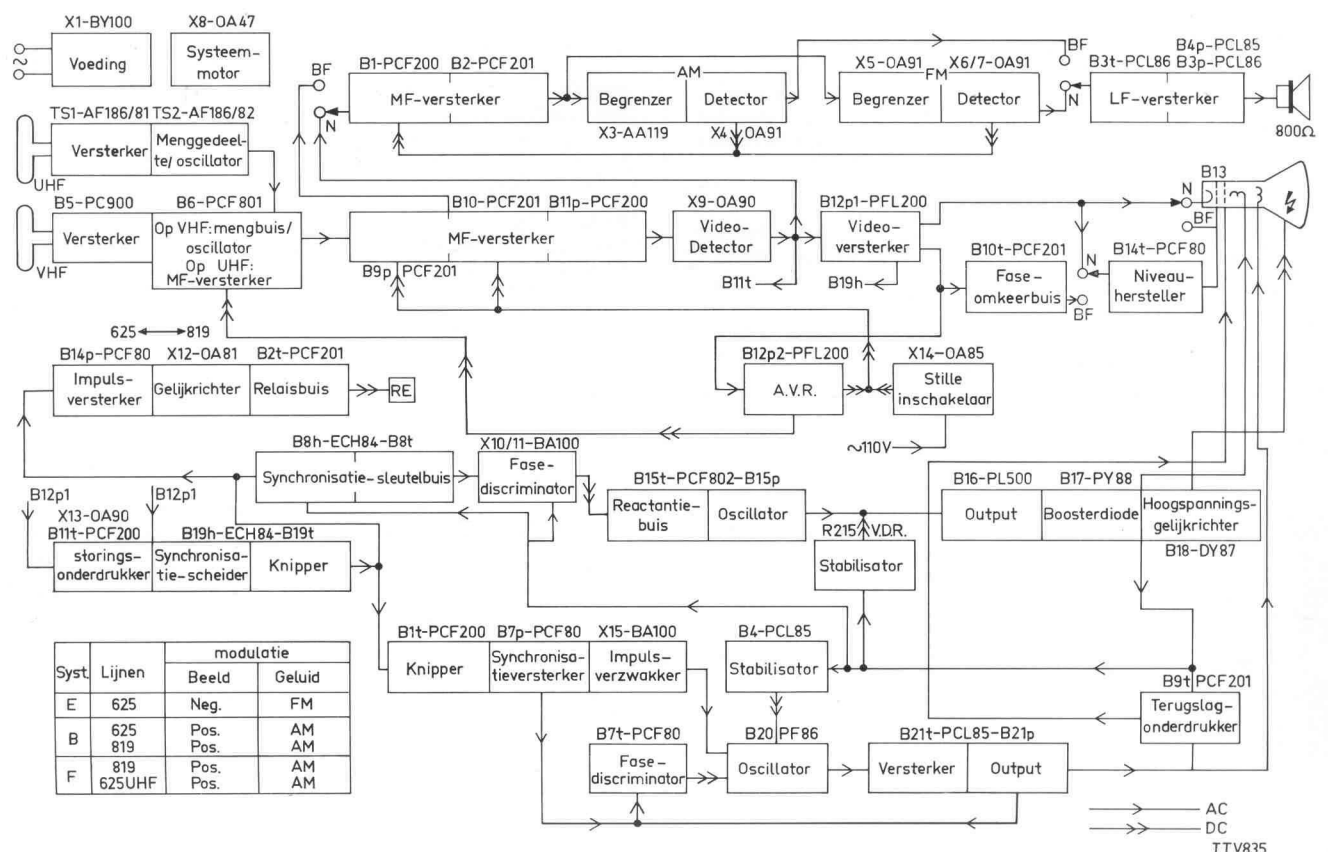 X1-BY100
X8-OA47
Voeding
Systeem-
motor
~
BF
N
B1-PCF200 B2-PCF201
MF-versterker
AM
Begrenzer
Detector
X3-AA119
X4 OA91
X5-OA91 X6/7-OA91
FM
Begrenzer
Detector
BF
N
B4p-PCL85
B3t-PCL86 B3p-PCL86
LF-versterker
800Ω
TS1-AF186/81 TS2-AF186/82
Versterker
Menggedeel-
te/oscillator
UHF
B5-PC900
B6-PCF801
Versterker
Op VHF: mengbuis/
oscillator
Op UHF:
MF-versterker
VHF
B10-PCF201 B11p-PCF200
MF-versterker
B9p PCF201
X9-OA90
Video-
Detector
B11t
B12p1-PFL200
Video-
versterker
B19h
B10t-PCF201
Fase-
omkeerbuis
BF
N
B14t-PCF80
Niveau-
hersteller
N
BF
B13
625 819
B14p-PCF80 X12-OA81 B2t-PCF201
Impuls-
versterker
Gelijkrichter
Relaisbuis
RE
B12p2-PFL200
A.V.R.
X14-OA85
Stille
inschakelaar
~110V
B8h-ECH84-B8t
Synchronisatie-sleutelbuis
X10/11-BA100
Fase-
discriminator
B15t-PCF802-B15p
Reactantie-
buis
Oscillator
B16-PL500
B17-PY88
Output
Boosterdiode
Hoogspannings-
gelijkrichter
B18-DY87
R215 V.D.R.
Stabilisator
B12p1
B12p1
X13-OA90
B11t-PCF200
B19h-ECH84-B19t
storings-
onderdrukker
Synchronisa-
tie-scheider
Knipper
B1t-PCF200 B7p-PCF80 X15-BA100
Knipper
Synchronisa-
tieversterker
Impuls-
verzwakker
B4-PCL85
Stabilisator
B9t PCF201
Terugslag-
onderdrukker
B7t-PCF80
Fase-
discriminator
B20 PF86
Oscillator
B21t-PCL85-B21p
Versterker
Output
Syst. Lijnen modulatie
Beeld Geluid
E 625 Neg. FM
B 625 Pos. AM
819 Pos. AM
F 819 Pos. AM
625UHF Pos. AM
AC
DC
TTV835